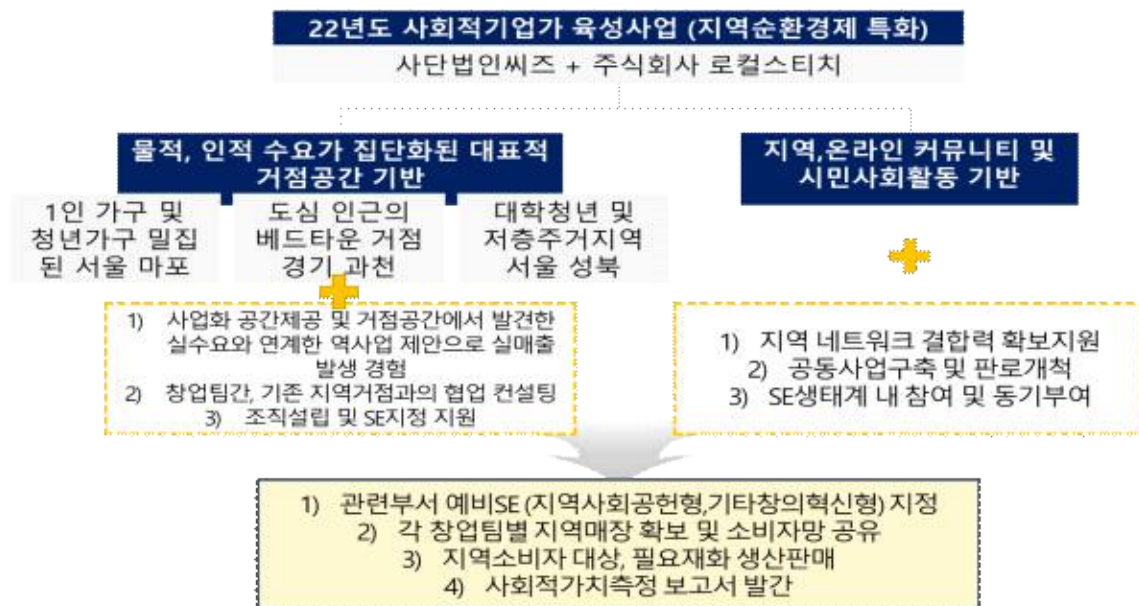 22년도 사회적기업가 육성사업 (지역순환경제 특화)
사단법인씨즈 + 주식회사 로컬스티치
물적, 인적 수요가 집단화된 대표적
거점공간 기반
1인 가구 및
청년가구 밀집
된 서울 마포
도심 인근의
베드타운 거점
경기 과천
대학청년 및
저층주거지역
서울 성북
1) 사업화 공간제공 및 거점공간에서 발견한
실수요와 연계한 역사업 제안으로 실매출
발생 경험
2) 창업팀간, 기존 지역거점과의 협업 컨설팅
3) 조직설립 및 SE지정 지원
지역,온라인 커뮤니티 및
시민사회활동 기반
1) 지역 네트워크 결합력 확보지원
2) 공동사업구축 및 판로개척
3) SE생태계 내 참여 및 동기부여
1) 관련부서 예비SE (지역사회공헌형,기타창의혁신형) 지정
2) 각 창업팀별 지역매장 확보 및 소비자망 공유
3) 지역소비자 대상, 필요재화 생산판매
4) 사회적가치측정 보고서 발간